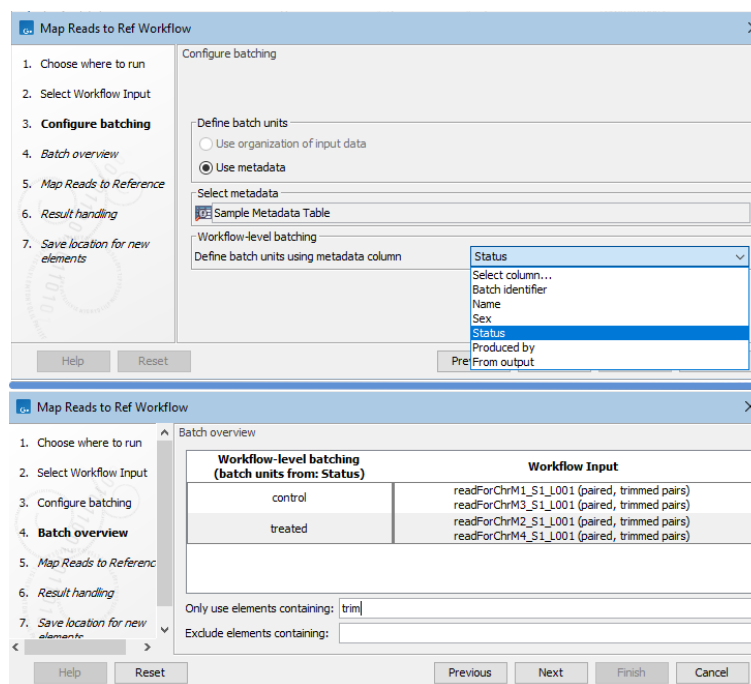 Map Reads to Ref Workflow
1. Choose where to run
2. Select Workflow Input
3. Configure batching
4. Batch overview
5. Map Reads to Reference
6. Result handling
7. Save location for new
elements
Configure batching
Define batch units
Use organization of input data
Use metadata
Select metadata
Sample Metadata Table
Workflow-level batching
Define batch units using metadata column
Status
Select column...
Batch identifier
Name
Sex
Status
Produced by
From output
Help
Reset
Pre
Map Reads to Ref Workflow
1. Choose where to run
2. Select Workflow Input
3. Configure batching
4. Batch overview
5. Map Reads to Referenc
6. Result handling
7. Save location for new
elements
Batch overview
Workflow-level batching
(batch units from: Status)
Workflow Input
control
readForChrM1_S1_L001 (paired, trimmed pairs)
readForChrM3_S1_L001 (paired, trimmed pairs)
treated
readForChrM2_S1_L001 (paired, trimmed pairs)
readForChrM4_S1_L001 (paired, trimmed pairs)
Only use elements containing: trim
Exclude elements containing:
Help
Reset
Previous
Next
Finish
Cancel